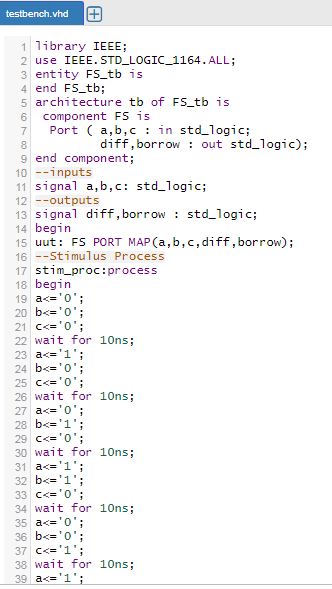 testbench.vhd
1 library IEEE;
2 use IEEE.STD_LOGIC_1164.ALL;
3 entity FS_tb is
4 end FS_tb;
5 architecture tb of FS_tb is
6 component FS is
7 Port ( a,b,c : in std_logic;
8 diff,borrow : out std_logic);
9 end component;
10 --inputs
11 signal a,b,c: std_logic;
12 --outputs
13 signal diff,borrow : std_logic;
14 begin
15 uut: FS PORT MAP(a,b,c,diff,borrow);
16 --Stimulus Process
17 stim_proc:process
18 begin
19 a<='0';
20 b<='0';
21 c<='0';
22 wait for 10ns;
23 a<='1';
24 b<='0';
25 c<='0';
26 wait for 10ns;
27 a<='0';
28 b<='1';
29 c<='0';
30 wait for 10ns;
31 a<='1';
32 b<='1';
33 c<='0';
34 wait for 10ns;
35 a<='0';
36 b<='0';
37 c<='1';
38 wait for 10ns;
39 a<='1';